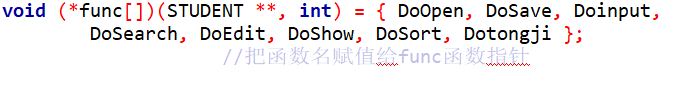 void (*func[])(STUDENT **, int) = { DoOpen, DoSave, Doinput,
DoSearch, DoEdit, DoShow, DoSort, Dotongji };
//把函数名赋值给func函数指针